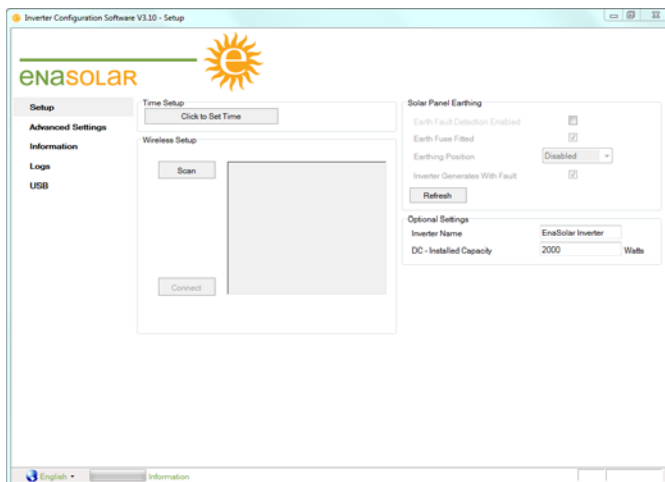 Inverter Configuration Software V3.10 - Setup
e
enasolar
Setup
Advanced Settings
Information
Logs
USB
Time Setup
Click to Set Time
Wireless Setup
Scan
Connect
Solar Panel Earthing
Earth Fault Detection Enabled
Earth Fuse Fitted
Earthing Position
Disabled
Inverter Generates With Fault
Refresh
Optional Settings
Inverter Name
EnaSolar Inverter
DC - Installed Capacity
2000
Watts
English
Information